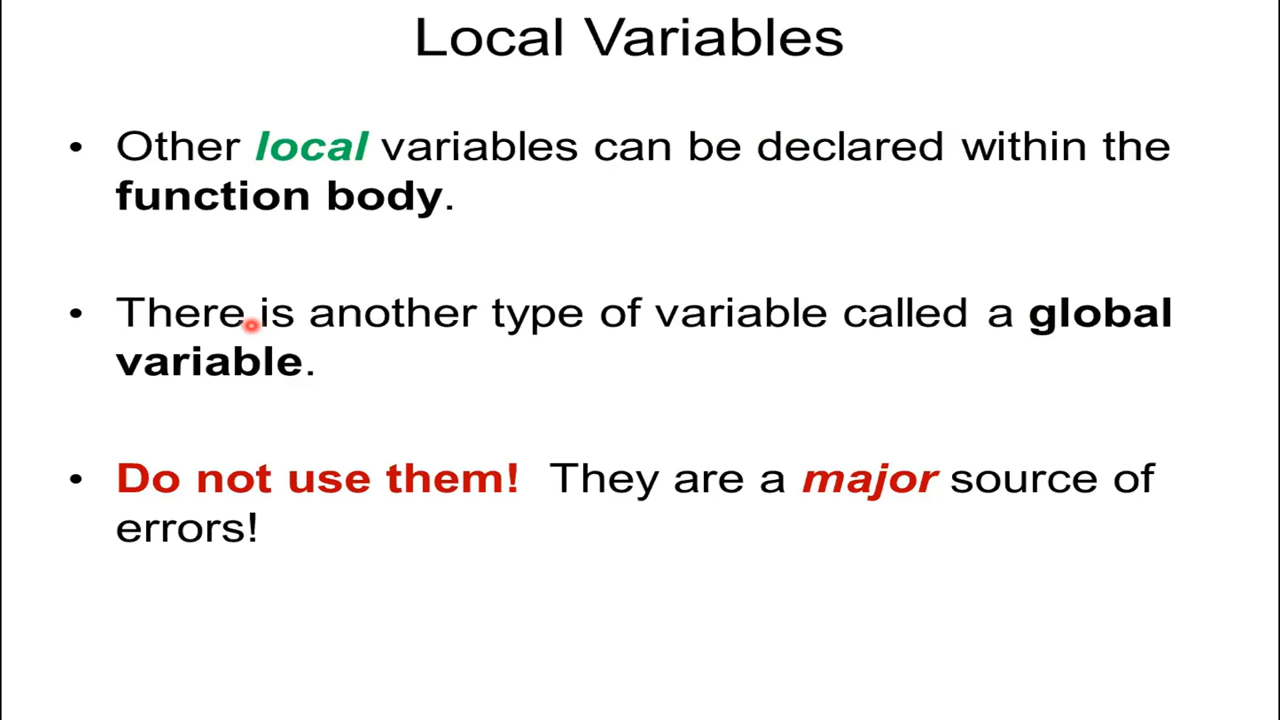 Local Variables
• Other local variables can be declared within the
function body.
• There is another type of variable called a global
variable.
• Do not use them! They are a major source of
errors!